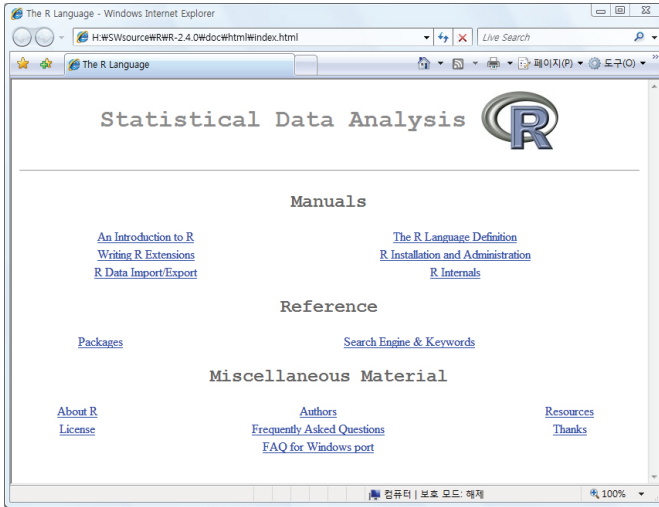 The R Language - Windows Internet Explorer
H:₩SWsource₩R₩R-2.4.0₩doc₩html₩index.html
Live Search
The R Language
페이지(P)
도구(O)
Statistical Data Analysis R
Manuals
An Introduction to R
The R Language Definition
Writing R Extensions
R Installation and Administration
R Data Import/Export
R Internals
Reference
Packages
Search Engine & Keywords
Miscellaneous Material
About R
Authors
Resources
License
Frequently Asked Questions
Thanks
FAQ for Windows port
컴퓨터 | 보호 모드: 해제
100%